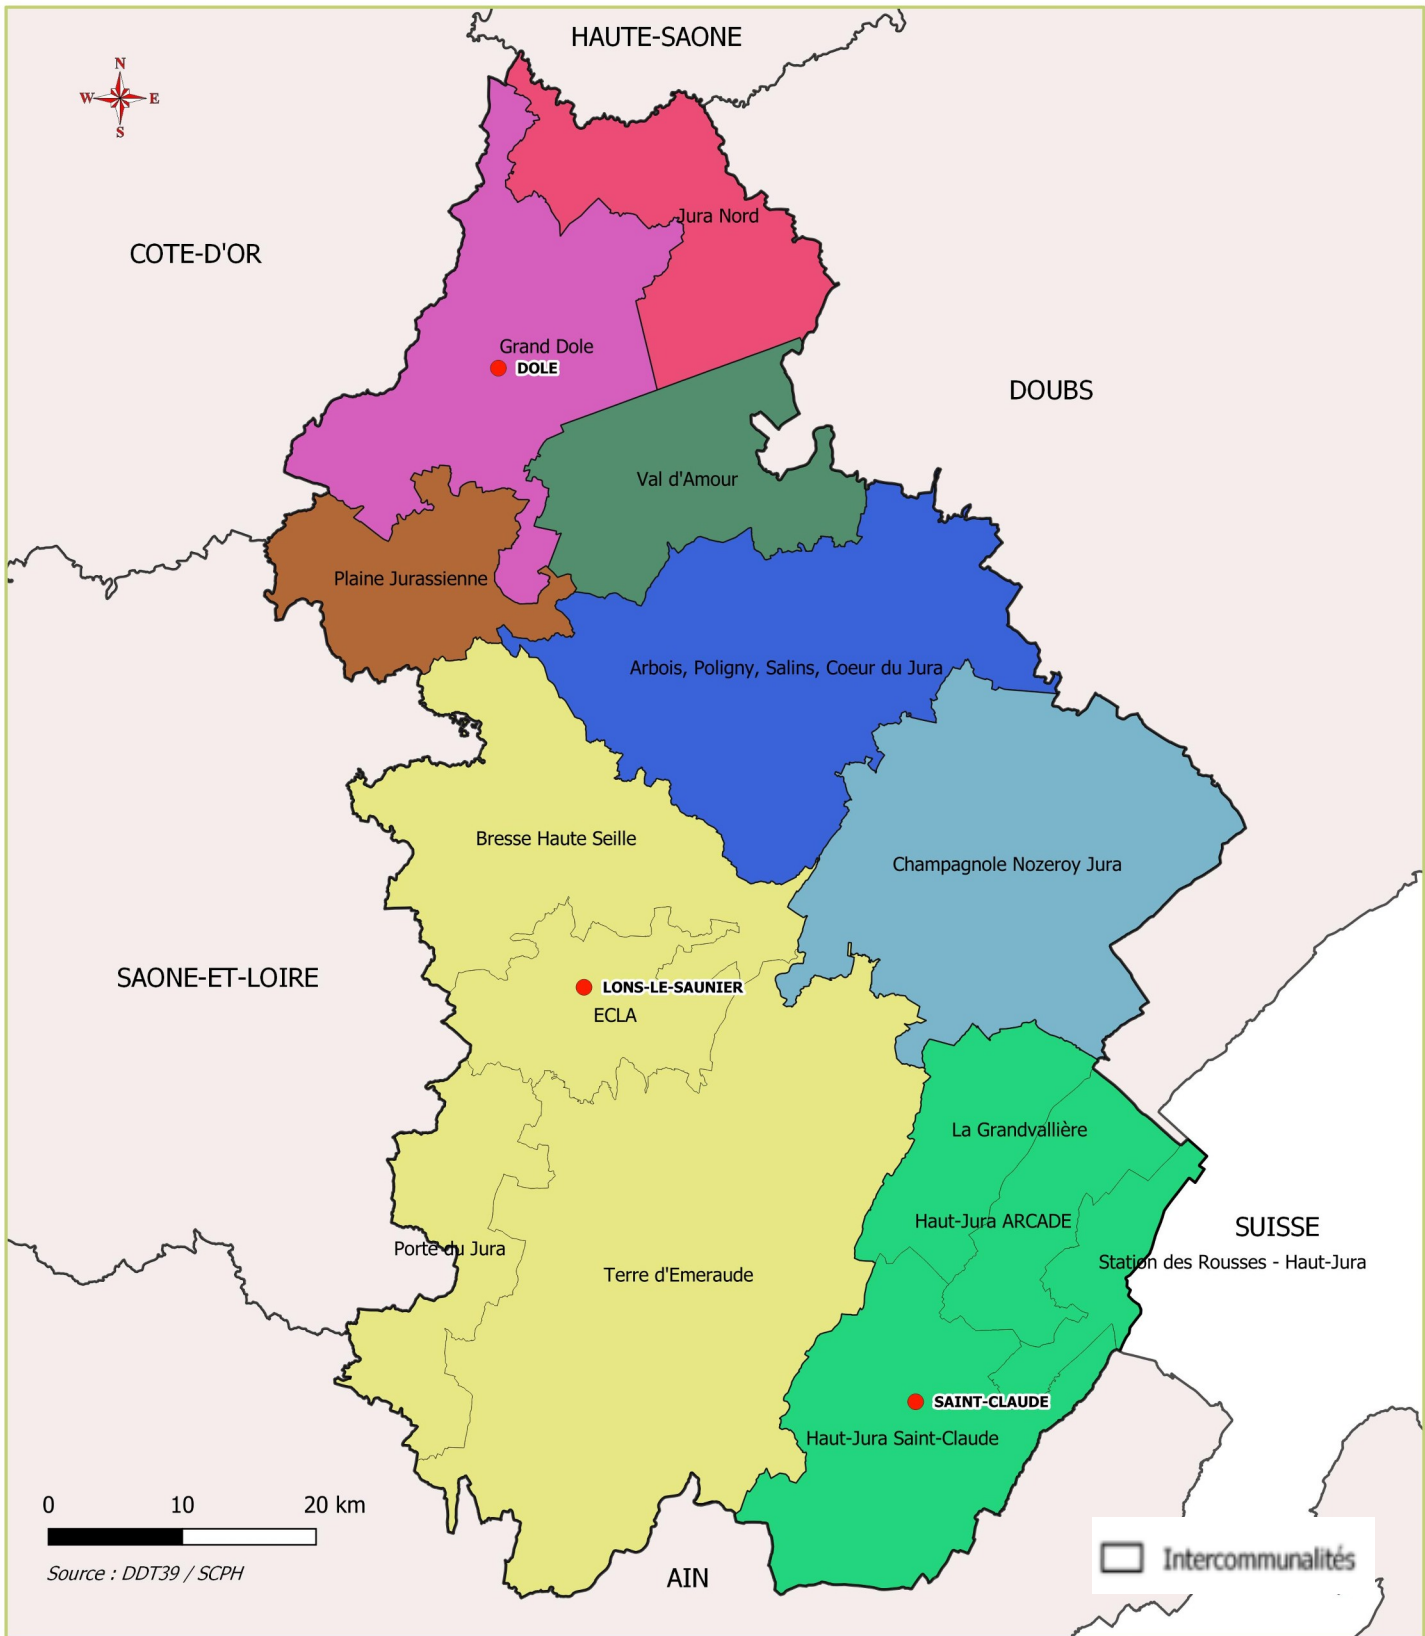 HAUTE-SAONE
N
W
E
S
Jura Nord
COTE-D'OR
Grand Dole
DOLE
DOUBS
Val d'Amour
Plaine Jurassienne
Arbois, Poligny, Salins, Coeur du Jura
Bresse Haute Seille
Champagnole Nozeroy Jura
SAONE-ET-LOIRE
LONS-LE-SAUNIER
ECLA
La Grandvallière
Haut-Jura ARCADE
SUISSE
Porte du Jura
Station des Rousses - Haut-Jura
Terre d'Emeraude
SAINT-CLAUDE
Haut-Jura Saint-Claude
0 10 20 km
Source : DDT39 / SCPH
AIN
Intercommunalités